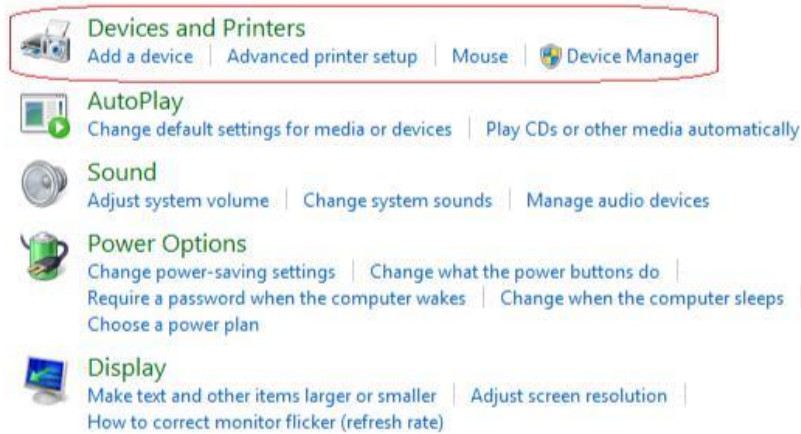 Devices and Printers
Add a device | Advanced printer setup | Mouse | Device Manager
AutoPlay
Change default settings for media or devices | Play CDs or other media automatically
Sound
Adjust system volume | Change system sounds | Manage audio devices
Power Options
Change power-saving settings | Change what the power buttons do |
Require a password when the computer wakes | Change when the computer sleeps |
Choose a power plan
Display
Make text and other items larger or smaller | Adjust screen resolution |
How to correct monitor flicker (refresh rate)